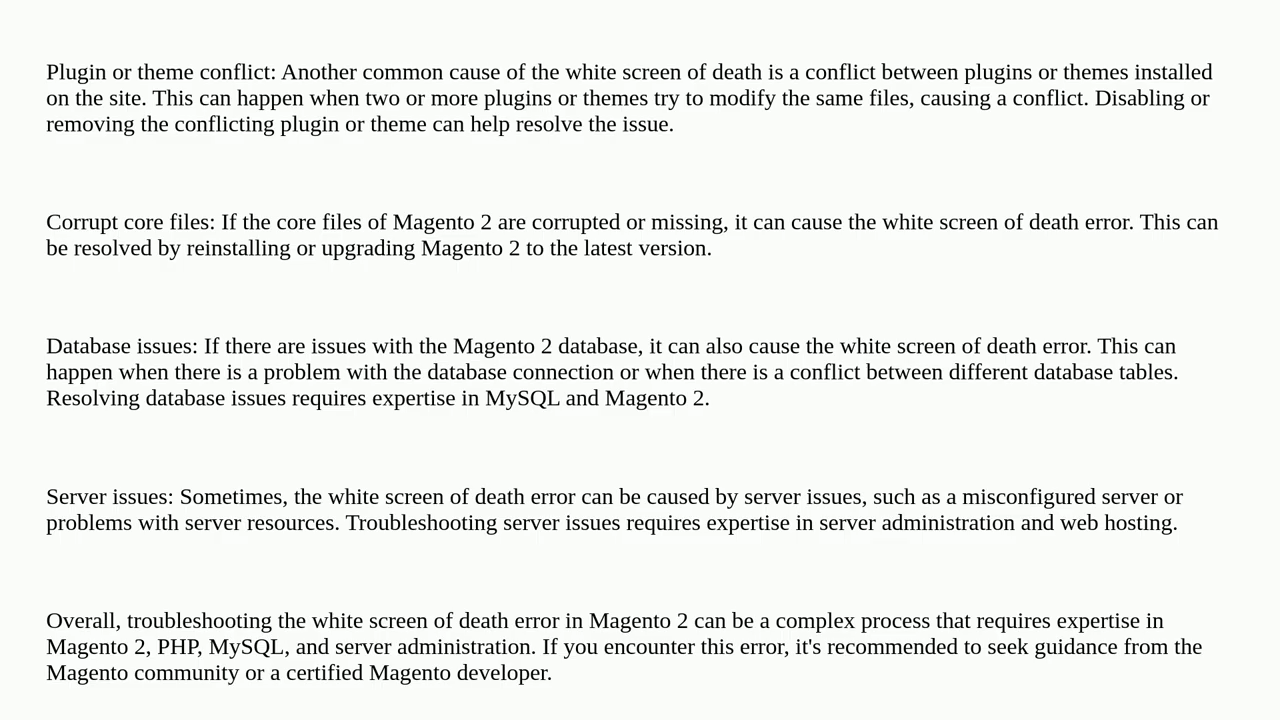 Plugin or theme conflict: Another common cause of the white screen of death is a conflict between plugins or themes installed
on the site. This can happen when two or more plugins or themes try to modify the same files, causing a conflict. Disabling or
removing the conflicting plugin or theme can help resolve the issue.
Corrupt core files: If the core files of Magento 2 are corrupted or missing, it can cause the white screen of death error. This can
be resolved by reinstalling or upgrading Magento 2 to the latest version.
Database issues: If there are issues with the Magento 2 database, it can also cause the white screen of death error. This can
happen when there is a problem with the database connection or when there is a conflict between different database tables.
Resolving database issues requires expertise in MySQL and Magento 2.
Server issues: Sometimes, the white screen of death error can be caused by server issues, such as a misconfigured server or
problems with server resources. Troubleshooting server issues requires expertise in server administration and web hosting.
Overall, troubleshooting the white screen of death error in Magento 2 can be a complex process that requires expertise in
Magento 2, PHP, MySQL, and server administration. If you encounter this error, it's recommended to seek guidance from the
Magento community or a certified Magento developer.